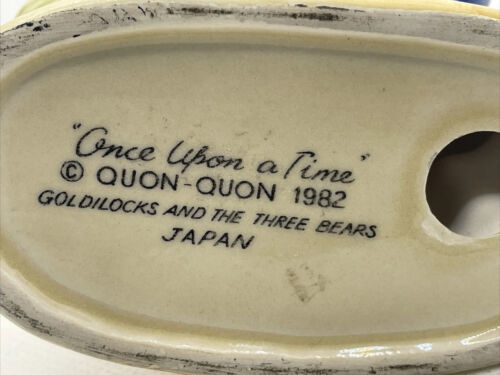 "Once Upon a Time"
© QUON-QUON 1982
GOLDILOCKS AND THE THREE BEARS
JAPAN